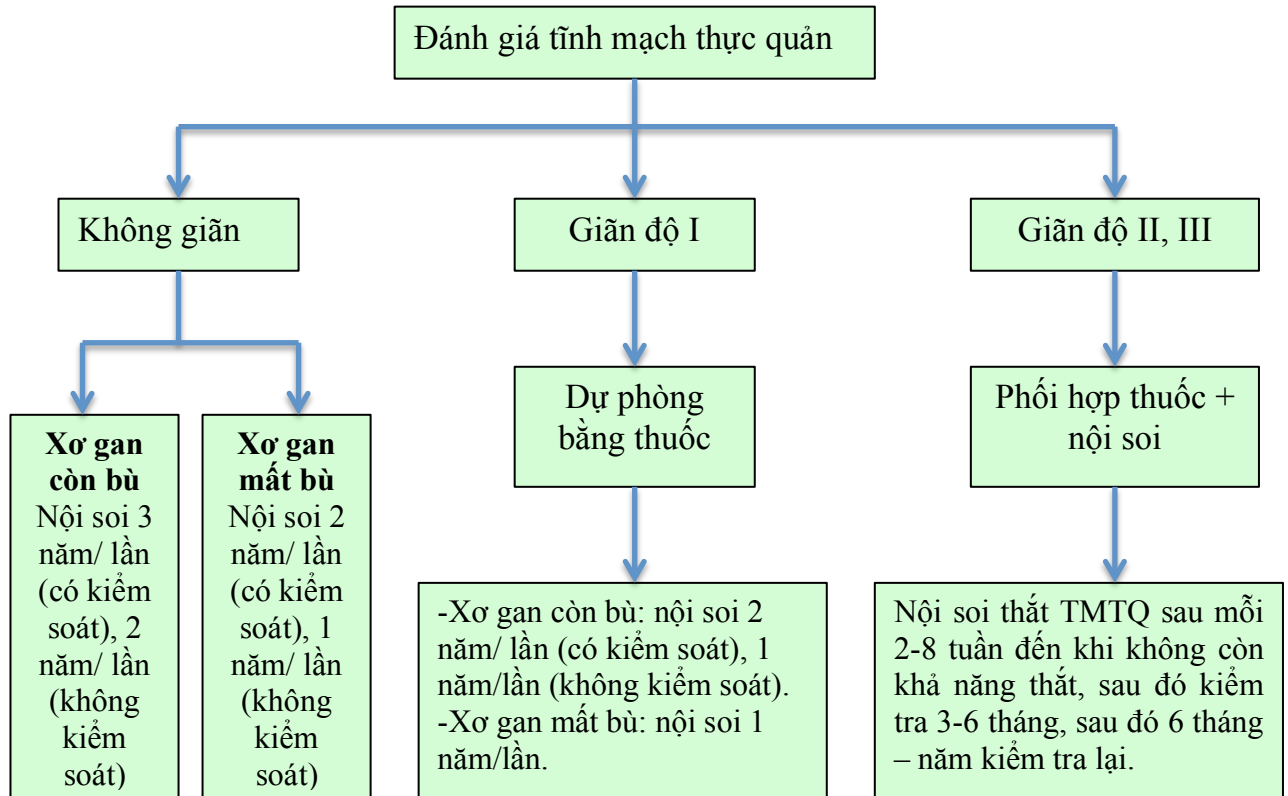 Đánh giá tĩnh mạch thực quản
Không giãn
Giãn độ I
Giãn độ II, III
Xơ gan
còn bù
Nội soi 3
năm/ lần
(có kiểm
soát), 2
năm/ lần
(không
kiểm
soát)
Xơ gan
mất bù
Nội soi 2
năm/ lần
(có kiểm
soát), 1
năm/ lần
(không
kiểm
soát)
Dự phòng
bằng thuốc
-Xơ gan còn bù: nội soi 2
năm/ lần (có kiểm soát), 1
năm/lần (không kiểm soát).
-Xơ gan mất bù: nội soi 1
năm/lần.
Phối hợp thuốc +
nội soi
Nội soi thắt TMTQ sau mỗi
2-8 tuần đến khi không còn
khả năng thắt, sau đó kiểm
tra 3-6 tháng, sau đó 6 tháng
– năm kiểm tra lại.